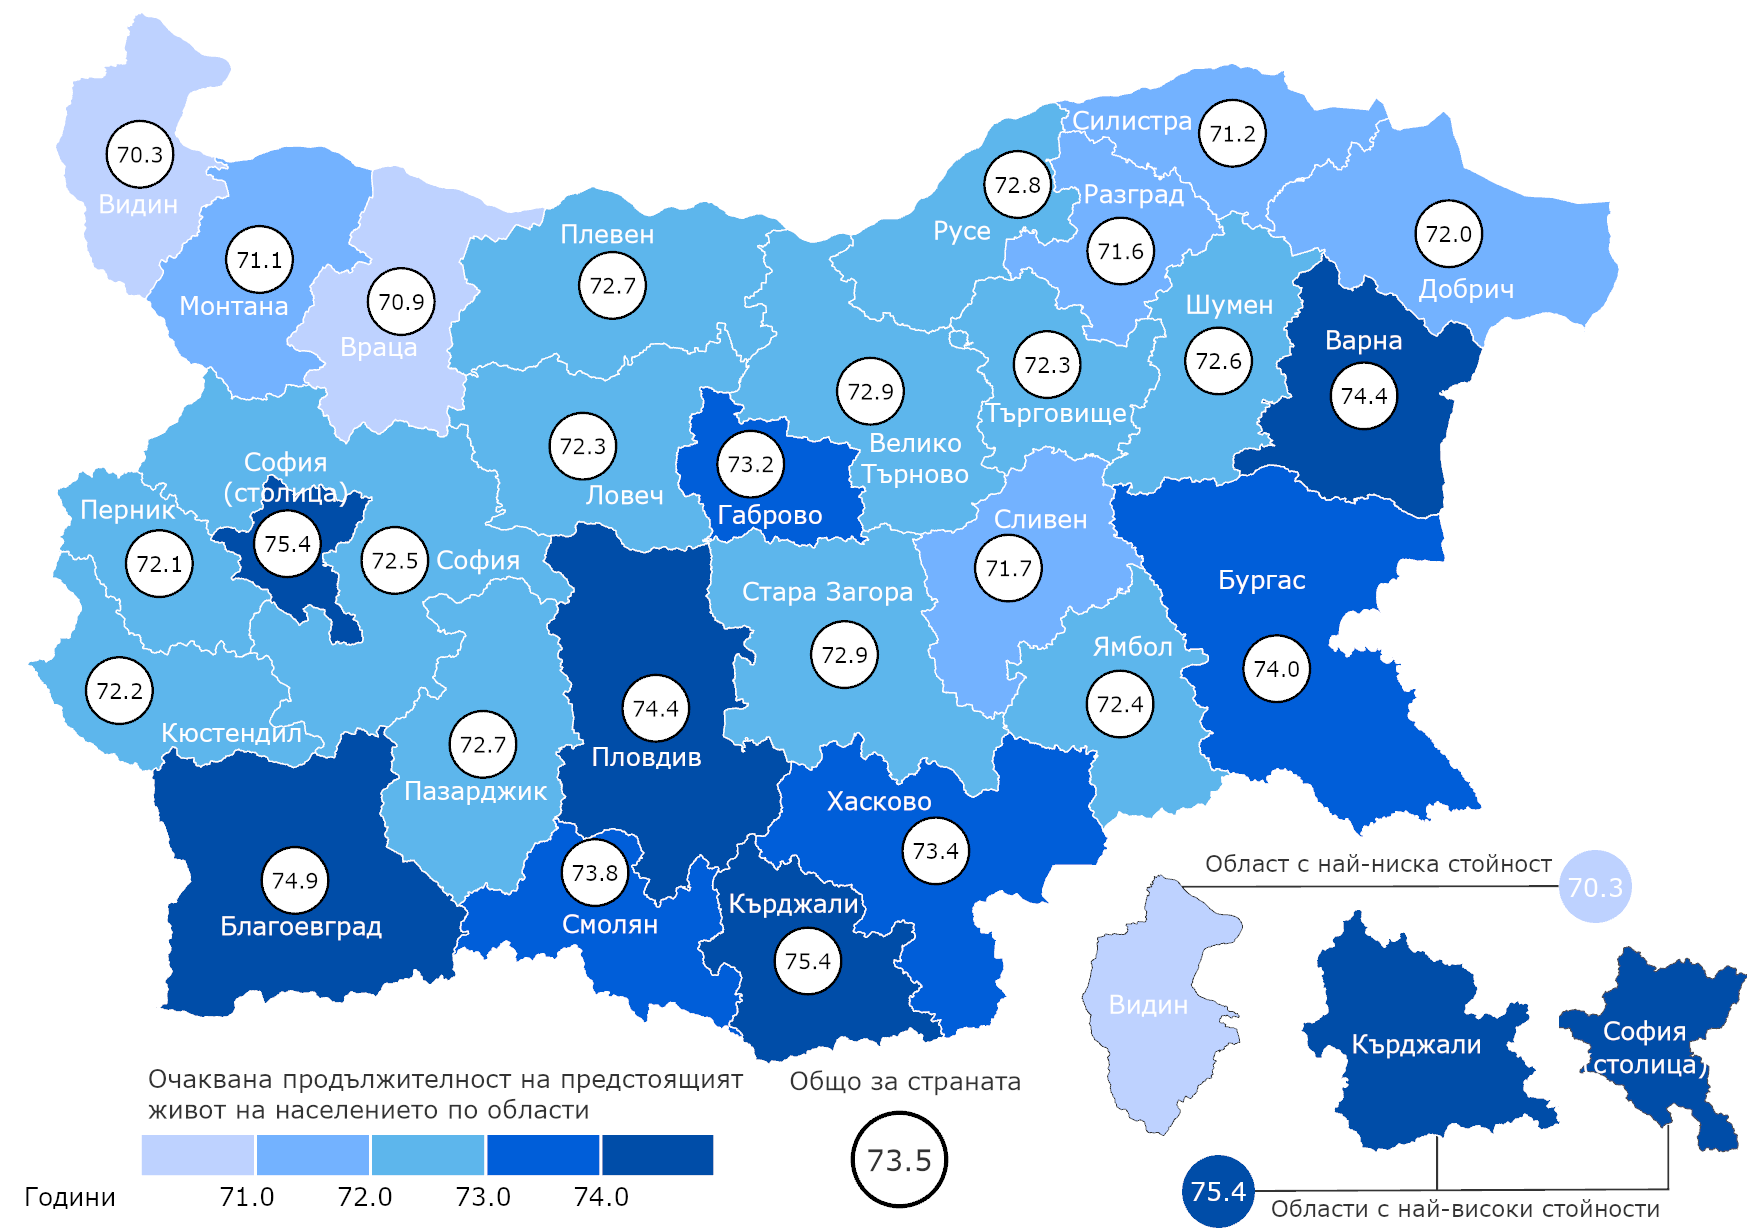 70.3
Видин
71.1
Монтана
70.9
Враца
Плевен
72.7
72.8
Русе
Силистра
71.2
Разград
71.6
72.0
Добрич
Шумен
72.6
Варна
74.4
72.3
Търговище
72.9
Велико
Търново
72.3
Ловеч
73.2
Габрово
София
(столица)
75.4
Перник
72.1
72.5
София
Сливен
71.7
Бургас
74.0
Стара Загора
72.9
Ямбол
72.4
72.2
Кюстендил
74.4
Пловдив
72.7
Пазарджик
Хасково
73.4
73.8
Смолян
Кърджали
75.4
74.9
Благоевград
Област с най-ниска стойност
70.3
Видин
Кърджали
София
(столица)
75.4
Области с най-високи стойности
Очаквана продължителност на предстоящият
живот на населението по области
Години
71.0
72.0
73.0
74.0
Общо за страната
73.5